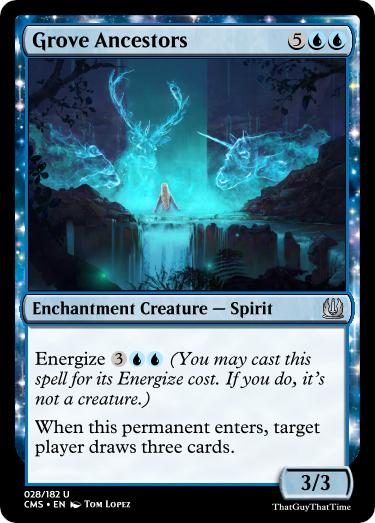 Grove Ancestors 5
Enchantment Creature — Spirit
Energize 3 (You may cast this
spell for its Energize cost. If you do, it's
not a creature.)
When this permanent enters, target
player draws three cards.
3/3
028/182 U
CMS • EN Tom Lopez
ThatGuyThatTime